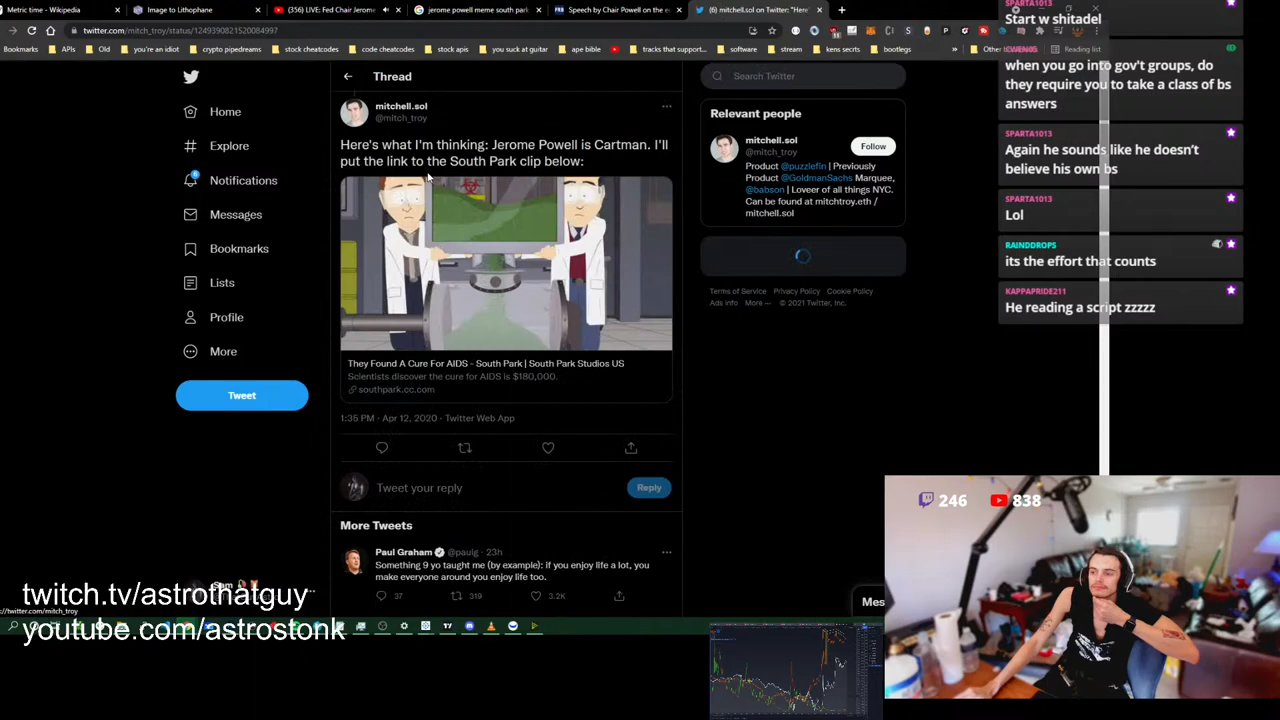 Metric time - Wikipedia
Image to Lithophane
(356) LIVE: Fed Chair Jerome
jerome powell meme south park
Speech by Chair Powell on the e
(6) mitchell.sol on Twitter: "Here'
twitter.com/mitch_troy/status/1249390821520084997
Bookmarks
APIs
Old
you're an idiot
crypto pipedreams
stock cheatcodes
code cheatcodes
stock apis
you suck at guitar
ape bible
tracks that support...
software
stream
kens secrts
bootlegs
Reading list
Home
Explore
Notifications
Messages
Bookmarks
Lists
Profile
More
Tweet
Thread
mitchell.sol
@mitch_troy
Here's what I'm thinking: Jerome Powell is Cartman. I'll
put the link to the South Park clip below:
They Found A Cure For AIDS - South Park | South Park Studios US
Scientists discover the cure for AIDS is $180,000.
southpark.cc.com
1:35 PM · Apr 12, 2020 · Twitter Web App
Tweet your reply
Reply
More Tweets
Paul Graham @paulg · 23h
Something 9 yo taught me (by example): if you enjoy life a lot, you
make everyone around you enjoy life too.
37
319
3.2K
Search Twitter
Relevant people
mitchell.sol
@mitch_troy
Follow
Product @puzzlefin | Previously
Product @GoldmanSachs Marquee,
@babson | Loveer of all things NYC.
Can be found at mitchtroy.eth /
mitchell.sol
Terms of Service Privacy Policy Cookie Policy
Ads info More ··· © 2021 Twitter, Inc.
Mes
SPARTA1013
Start w shitadel
when you go into gov't groups, do
they require you to take a class of bs
answers
SPARTA1013
Again he sounds like he doesn't
believe his own bs
SPARTA1013
Lol
RAINDDROPS
its the effort that counts
KAPPAPRIDE211
He reading a script zzzzz
246
838
twitch.tv/astrothatguy
https://twitter.com/mitch_troy
youtube.com/astrostonk